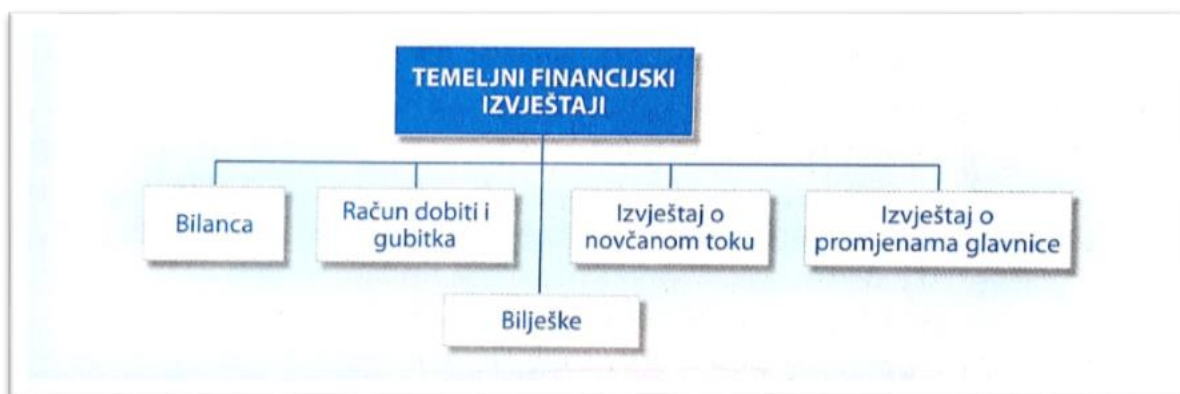 TEMELJNI FINANCIJSKI
IZVJEŠTAJI
Bilanca
Račun dobiti i
gubitka
Izvještaj o
novčanom toku
Izvještaj o
promjenama glavnice
Bilješke